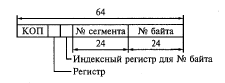 64
КОП № сегмента № байта
24 24
Индексный регистр для № байта
Регистр